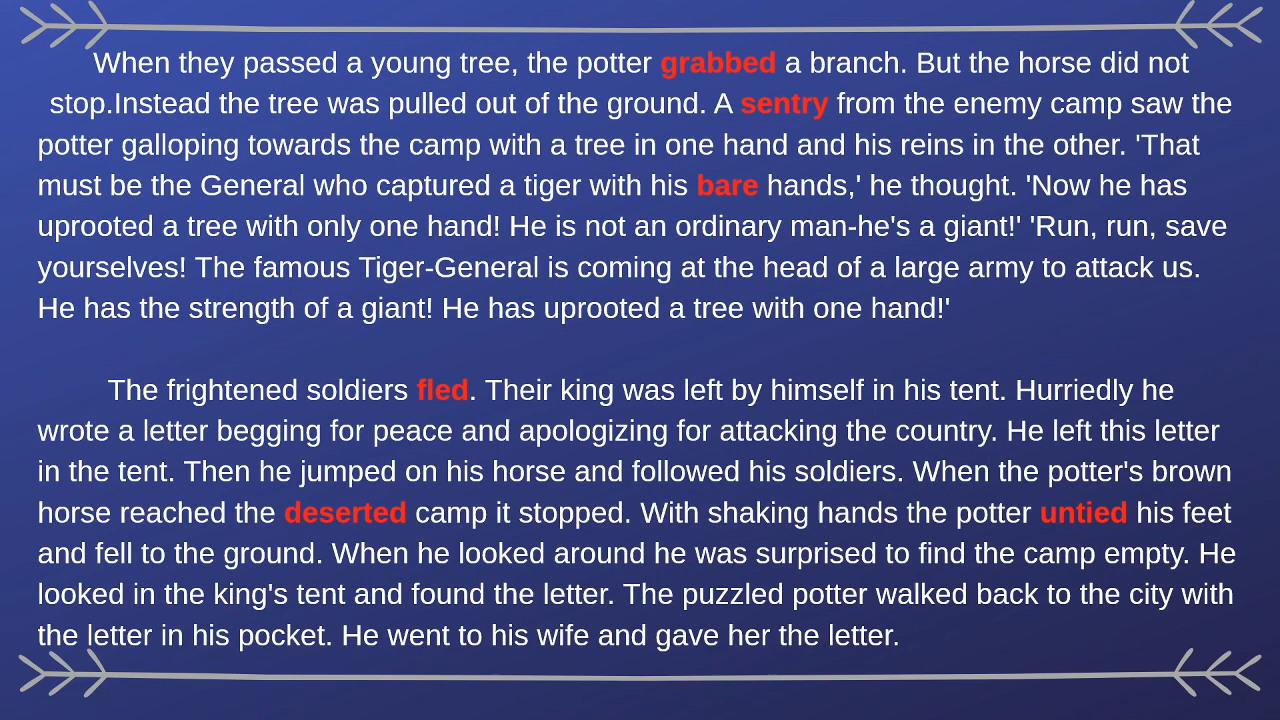 When they passed a young tree, the potter grabbed a branch. But the horse did not
stop.Instead the tree was pulled out of the ground. A sentry from the enemy camp saw the
potter galloping towards the camp with a tree in one hand and his reins in the other. 'That
must be the General who captured a tiger with his bare hands,' he thought. 'Now he has
uprooted a tree with only one hand! He is not an ordinary man-he's a giant!' 'Run, run, save
yourselves! The famous Tiger-General is coming at the head of a large army to attack us.
He has the strength of a giant! He has uprooted a tree with one hand!'
The frightened soldiers fled. Their king was left by himself in his tent. Hurriedly he
wrote a letter begging for peace and apologizing for attacking the country. He left this letter
in the tent. Then he jumped on his horse and followed his soldiers. When the potter's brown
horse reached the deserted camp it stopped. With shaking hands the potter untied his feet
and fell to the ground. When he looked around he was surprised to find the camp empty. He
looked in the king's tent and found the letter. The puzzled potter walked back to the city with
the letter in his pocket. He went to his wife and gave her the letter.